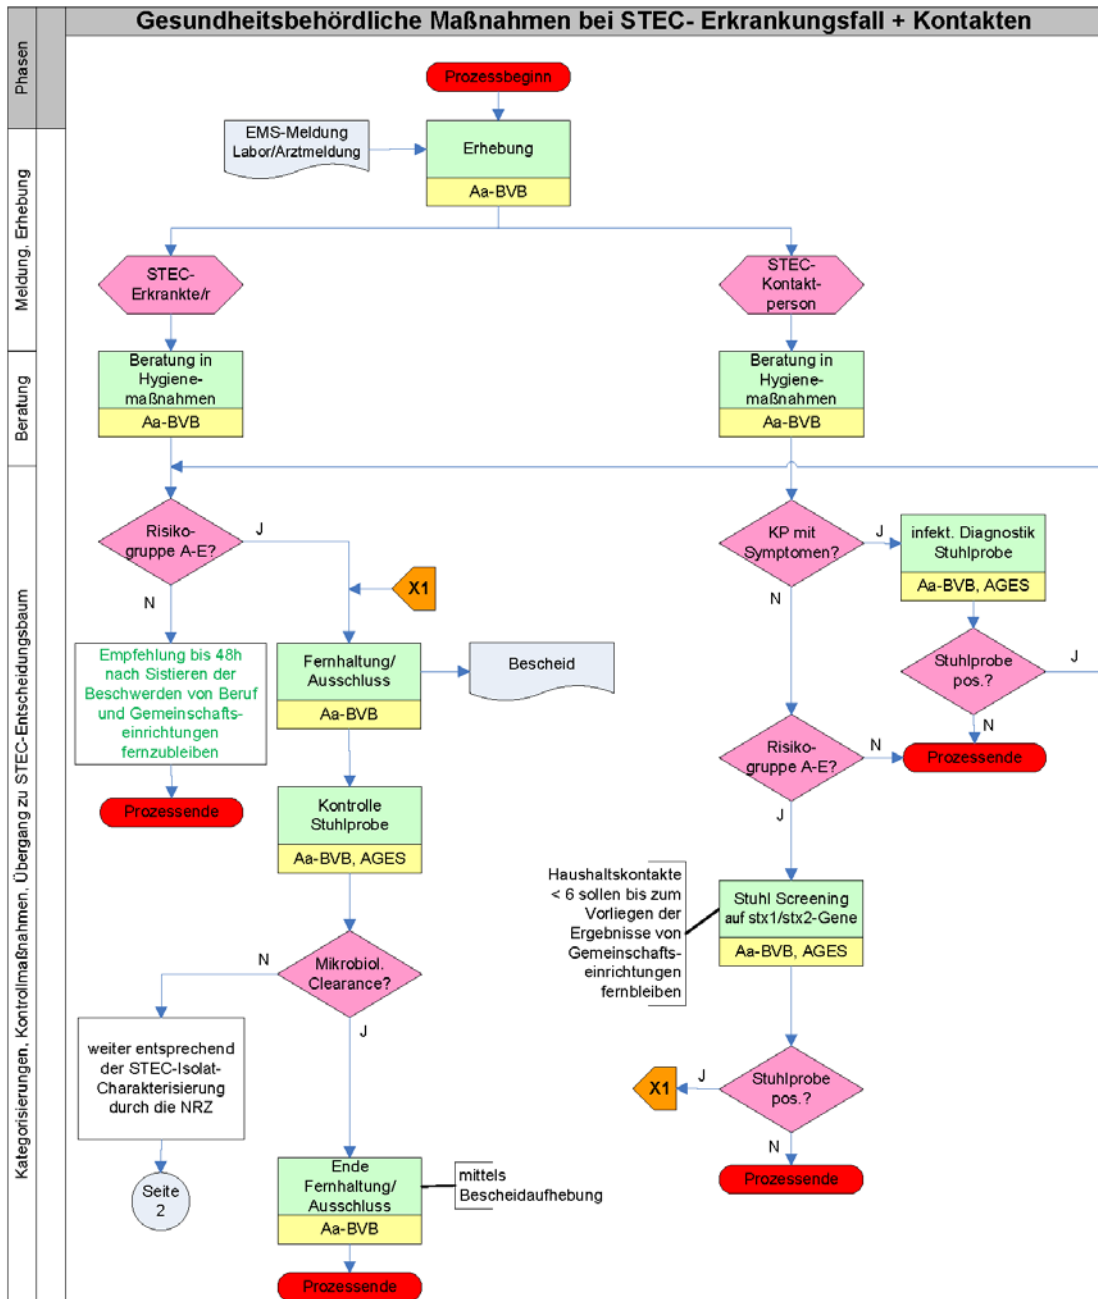 Gesundheitsbehördliche Maßnahmen bei STEC- Erkrankungsfall + Kontakten
Phasen
Meldung, Erhebung
Beratung
Kategorisierungen, Kontrollmaßnahmen, Übergang zu STEC-Entscheidungsbaum
Prozessbeginn
EMS-Meldung
Labor/Arztmeldung
Erhebung
Aa-BVB
STEC-
Erkrankte/r
STEC-
Kontakt-
person
Beratung in
Hygiene-
maßnahmen
Aa-BVB
Beratung in
Hygiene-
maßnahmen
Aa-BVB
Risiko-
gruppe A-E?
J
N
X1
Empfehlung bis 48h
nach Sistieren der
Beschwerden von Beruf
und Gemeinschafts-
einrichtungen
fernzubleiben
Prozessende
Fernhaltung/
Ausschluss
Aa-BVB
Bescheid
Kontrolle
Stuhlprobe
Aa-BVB, AGES
Mikrobiol.
Clearance?
N
J
weiter entsprechend
der STEC-Isolat-
Charakterisierung
durch die NRZ
Seite
2
Ende
Fernhaltung/
Ausschluss
Aa-BVB
mittels
Bescheidaufhebung
Prozessende
KP mit
Symptomen?
J
N
infekt. Diagnostik
Stuhlprobe
Aa-BVB, AGES
Stuhlprobe
pos.?
J
N
Prozessende
Risiko-
gruppe A-E?
N
J
Haushaltskontakte
< 6 sollen bis zum
Vorliegen der
Ergebnisse von
Gemeinschafts-
einrichtungen
fernbleiben
Stuhl Screening
auf stx1/stx2-Gene
Aa-BVB, AGES
Stuhlprobe
pos.?
J
X1
N
Prozessende